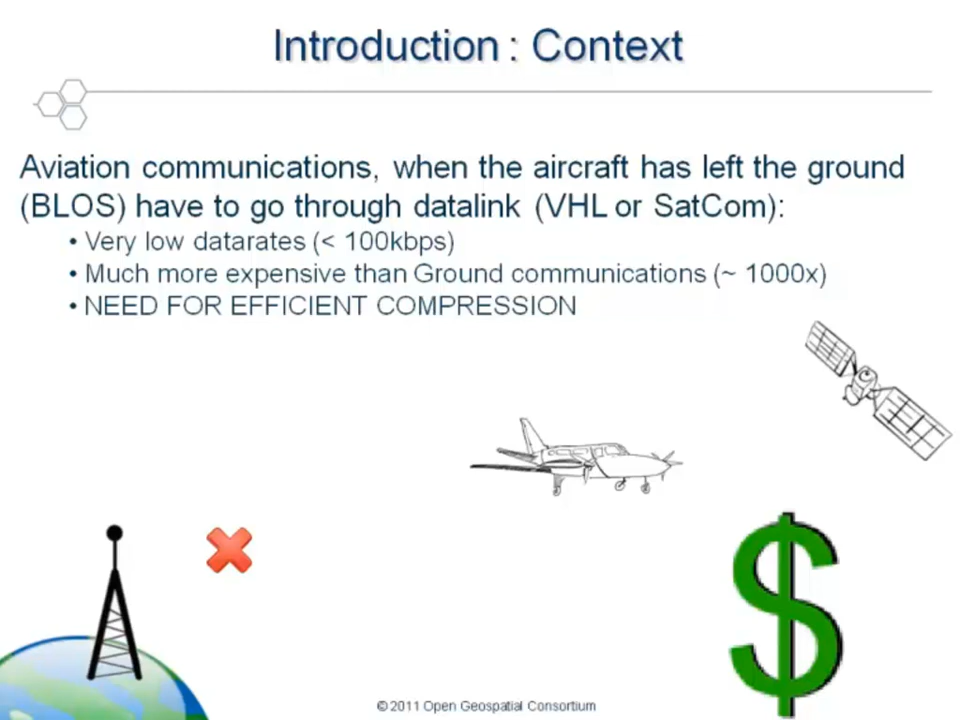 Introduction : Context
Aviation communications, when the aircraft has left the ground
(BLOS) have to go through datalink (VHL or SatCom):
• Very low datarates (< 100kbps)
• Much more expensive than Ground communications (~ 1000x)
• NEED FOR EFFICIENT COMPRESSION
$
© 2011 Open Geospatial Consortium